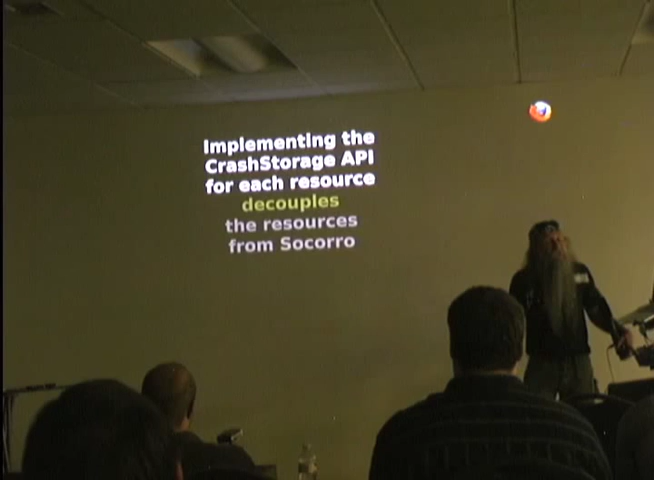 Implementing the
CrashStorage API
for each resource
decouples
the resources
from Socorro